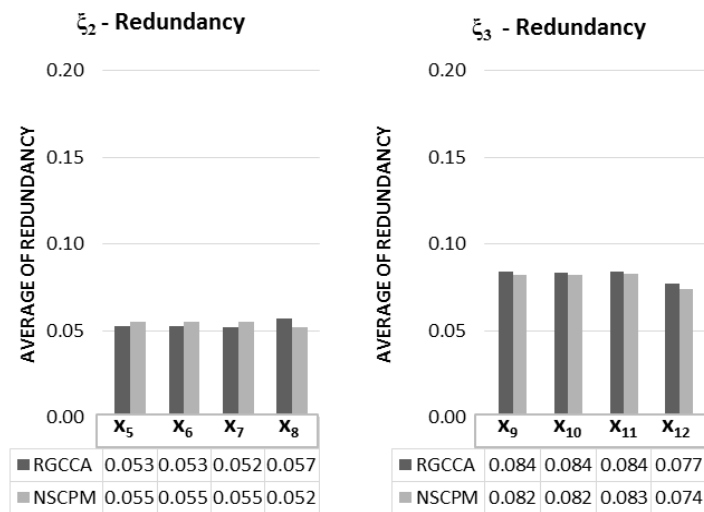 ξ2 - Redundancy
AVERAGE OF REDUNDANCY
0.20
0.15
0.10
0.05
0.00
x5 x6 x7 x8
RGCCA 0.053 0.053 0.052 0.057
NSCPM 0.055 0.055 0.055 0.052
ξ3 - Redundancy
AVERAGE OF REDUNDANCY
0.20
0.15
0.10
0.05
0.00
x9 x10 x11 x12
RGCCA 0.084 0.084 0.084 0.077
NSCPM 0.082 0.082 0.083 0.074